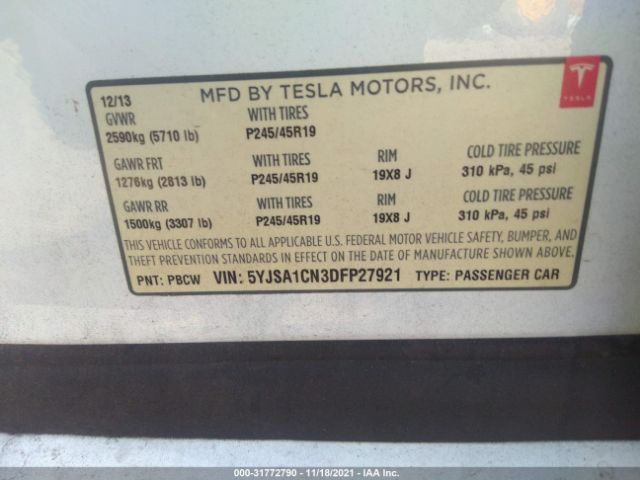 12/13 MFD BY TESLA MOTORS, INC.
TESLA
GVWR WITH TIRES
2590kg (5710 lb) P245/45R19
GAWR FRT WITH TIRES RIM COLD TIRE PRESSURE
1276kg (2813 lb) P245/45R19 19X8 J 310 kPa, 45 psi
GAWR RR WITH TIRES RIM COLD TIRE PRESSURE
1500kg (3307 lb) P245/45R19 19X8 J 310 kPa, 45 psi
THIS VEHICLE CONFORMS TO ALL APPLICABLE U.S. FEDERAL MOTOR VEHICLE SAFETY, BUMPER, AND
THEFT PREVENTION STANDARDS IN EFFECT ON THE DATE OF MANUFACTURE SHOWN ABOVE.
PNT: PBCW VIN: 5YJSA1CN3DFP27921 TYPE: PASSENGER CAR
000-31772790 - 11/18/2021 - IAA Inc.